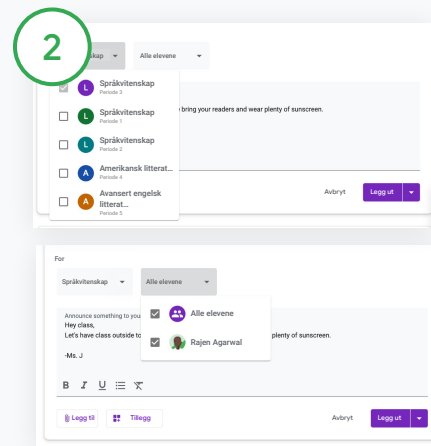 2
skap
Alle elevene
Språkvitenskap
Periode 3
Språkvitenskap
Periode 1
Språkvitenskap
Periode 2
Amerikansk litterat...
Periode 4
Avansert engelsk
litterat...
Periode 5
bring your readers and wear plenty of sunscreen.
Avbryt
Legg ut
For
Språkvitenskap
Alle elevene
Announce something to you
Hey class,
Let's have class outside to
plenty of sunscreen.
-Ms. J
Alle elevene
Rajen Agarwal
B I U
Legg til
Tillegg
Avbryt
Legg ut